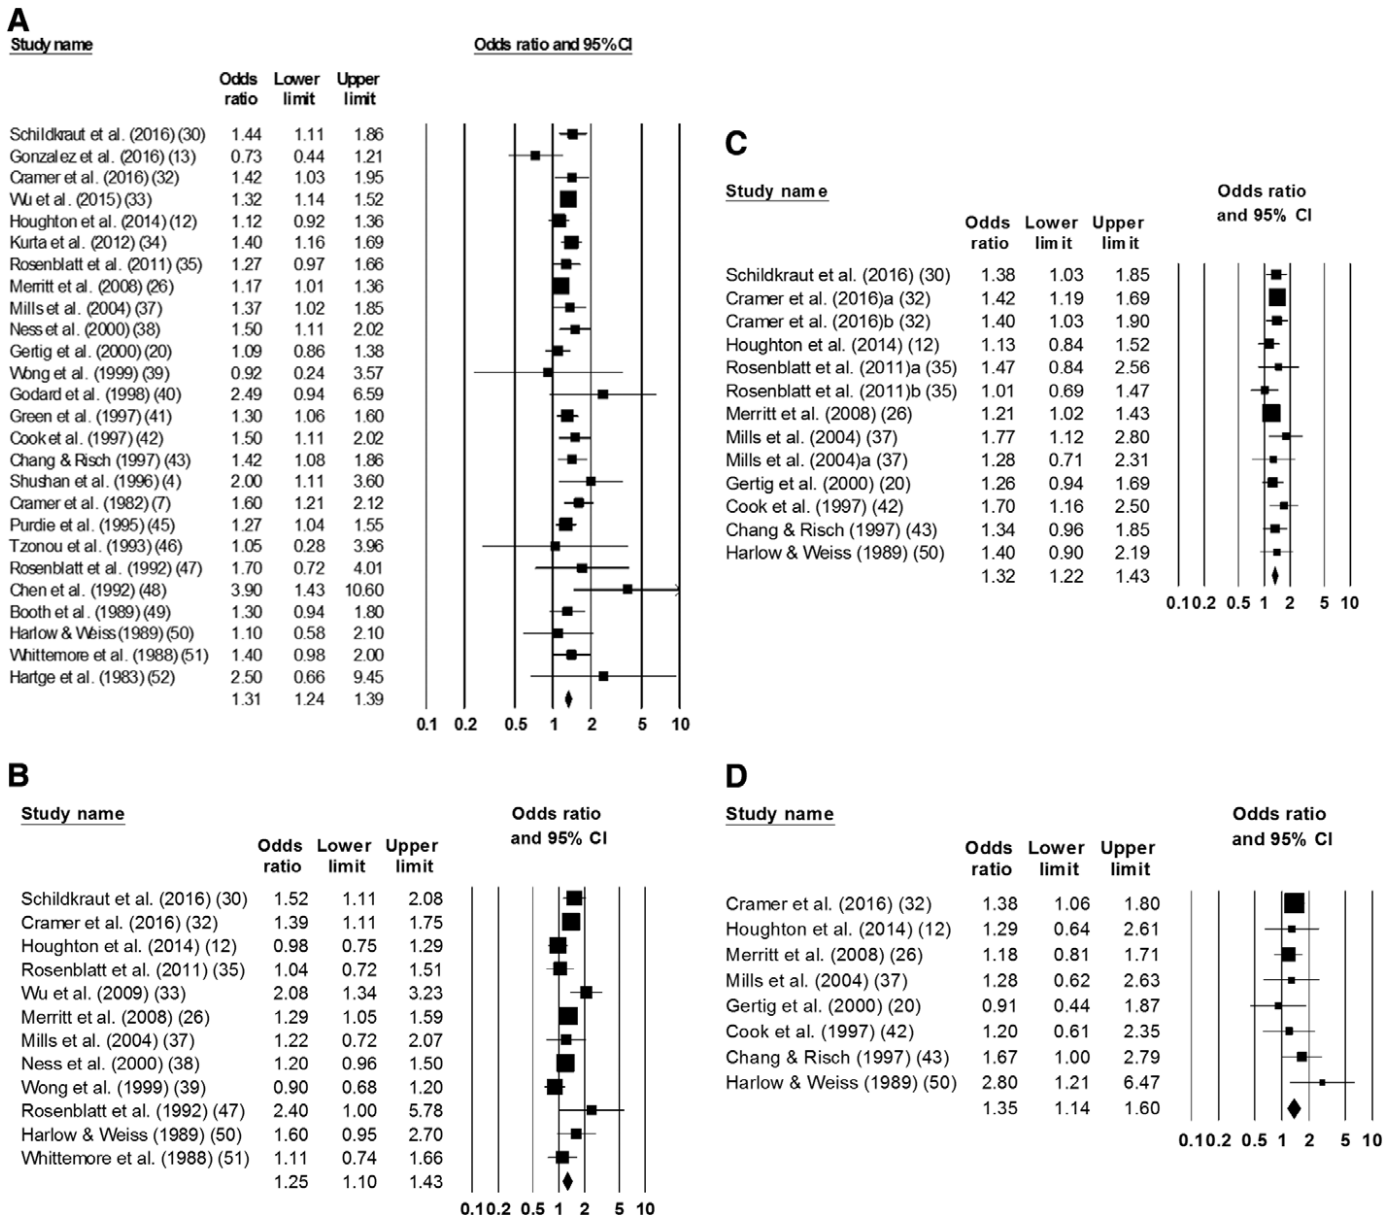 A
Study name Odds ratio and 95%CI
Odds Lower Upper
ratio limit limit
Schildkraut et al. (2016) (30) 1.44 1.11 1.86
Gonzalez et al. (2016) (13) 0.73 0.44 1.21
Cramer et al. (2016) (32) 1.42 1.03 1.95
Wu et al. (2015) (33) 1.32 1.14 1.52
Houghton et al. (2014) (12) 1.12 0.92 1.36
Kurta et al. (2012) (34) 1.40 1.16 1.69
Rosenblatt et al. (2011) (35) 1.27 0.97 1.66
Merritt et al. (2008) (26) 1.17 1.01 1.36
Mills et al. (2004) (37) 1.37 1.02 1.85
Ness et al. (2000) (38) 1.50 1.11 2.02
Gertig et al. (2000) (20) 1.09 0.86 1.38
Wong et al. (1999) (39) 0.92 0.24 3.57
Godard et al. (1998) (40) 2.49 0.94 6.59
Green et al. (1997) (41) 1.30 1.06 1.60
Cook et al. (1997) (42) 1.50 1.11 2.02
Chang & Risch (1997) (43) 1.42 1.08 1.86
Shushan et al. (1996) (4) 2.00 1.11 3.60
Cramer et al. (1982) (7) 1.60 1.21 2.12
Purdie et al. (1995) (45) 1.27 1.04 1.55
Tzonou et al. (1993) (46) 1.05 0.28 3.96
Rosenblatt et al. (1992) (47) 1.70 0.72 4.01
Chen et al. (1992) (48) 3.90 1.43 10.60
Booth et al. (1989) (49) 1.30 0.94 1.80
Harlow & Weiss (1989) (50) 1.10 0.58 2.10
Whittemore et al. (1988) (51) 1.40 0.98 2.00
Hartge et al. (1983) (52) 2.50 0.66 9.45
1.31 1.24 1.39
0.1 0.2 0.5 1 2 5 10
B
Study name Odds ratio
and 95% CI
Odds Lower Upper
ratio limit limit
Schildkraut et al. (2016) (30) 1.52 1.11 2.08
Cramer et al. (2016) (32) 1.39 1.11 1.75
Houghton et al. (2014) (12) 0.98 0.75 1.29
Rosenblatt et al. (2011) (35) 1.04 0.72 1.51
Wu et al. (2009) (33) 2.08 1.34 3.23
Merritt et al. (2008) (26) 1.29 1.05 1.59
Mills et al. (2004) (37) 1.22 0.72 2.07
Ness et al. (2000) (38) 1.20 0.96 1.50
Wong et al. (1999) (39) 0.90 0.68 1.20
Rosenblatt et al. (1992) (47) 2.40 1.00 5.78
Harlow & Weiss (1989) (50) 1.60 0.95 2.70
Whittemore et al. (1988) (51) 1.11 0.74 1.66
1.25 1.10 1.43
0.1 0.2 0.5 1 2 5 10
C
Study name Odds ratio
and 95% CI
Odds Lower Upper
ratio limit limit
Schildkraut et al. (2016) (30) 1.38 1.03 1.85
Cramer et al. (2016)a (32) 1.42 1.19 1.69
Cramer et al. (2016)b (32) 1.40 1.03 1.90
Houghton et al. (2014) (12) 1.13 0.84 1.52
Rosenblatt et al. (2011)a (35) 1.47 0.84 2.56
Rosenblatt et al. (2011)b (35) 1.01 0.69 1.47
Merritt et al. (2008) (26) 1.21 1.02 1.43
Mills et al. (2004) (37) 1.77 1.12 2.80
Mills et al. (2004)a (37) 1.28 0.71 2.31
Gertig et al. (2000) (20) 1.26 0.94 1.69
Cook et al. (1997) (42) 1.70 1.16 2.50
Chang & Risch (1997) (43) 1.34 0.96 1.85
Harlow & Weiss (1989) (50) 1.40 0.90 2.19
1.32 1.22 1.43
0.1 0.2 0.5 1 2 5 10
D
Study name Odds ratio
and 95% CI
Odds Lower Upper
ratio limit limit
Cramer et al. (2016) (32) 1.38 1.06 1.80
Houghton et al. (2014) (12) 1.29 0.64 2.61
Merritt et al. (2008) (26) 1.18 0.81 1.71
Mills et al. (2004) (37) 1.28 0.62 2.63
Gertig et al. (2000) (20) 0.91 0.44 1.87
Cook et al. (1997) (42) 1.20 0.61 2.35
Chang & Risch (1997) (43) 1.67 1.00 2.79
Harlow & Weiss (1989) (50) 2.80 1.21 6.47
1.35 1.14 1.60
0.1 0.2 0.5 1 2 5 10